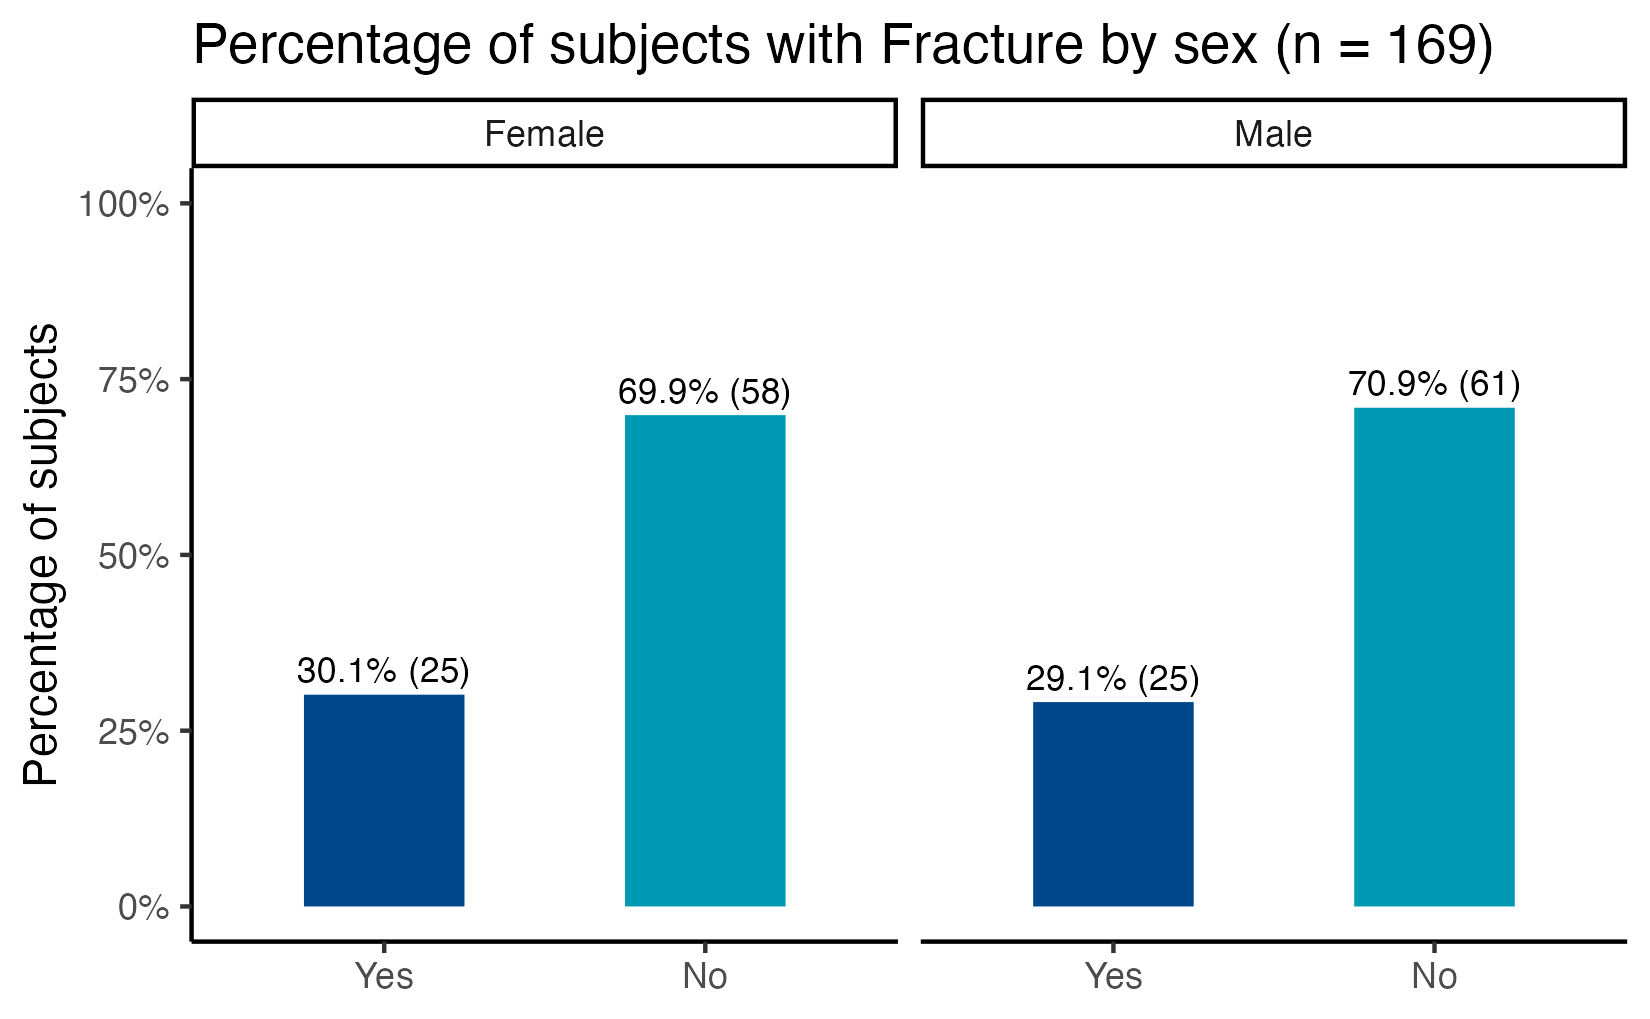 Percentage of subjects with Fracture by sex (n = 169)
Female
Male
Percentage of subjects
100%
75%
50%
25%
0%
30.1% (25)
69.9% (58)
29.1% (25)
70.9% (61)
Yes
No
Yes
No